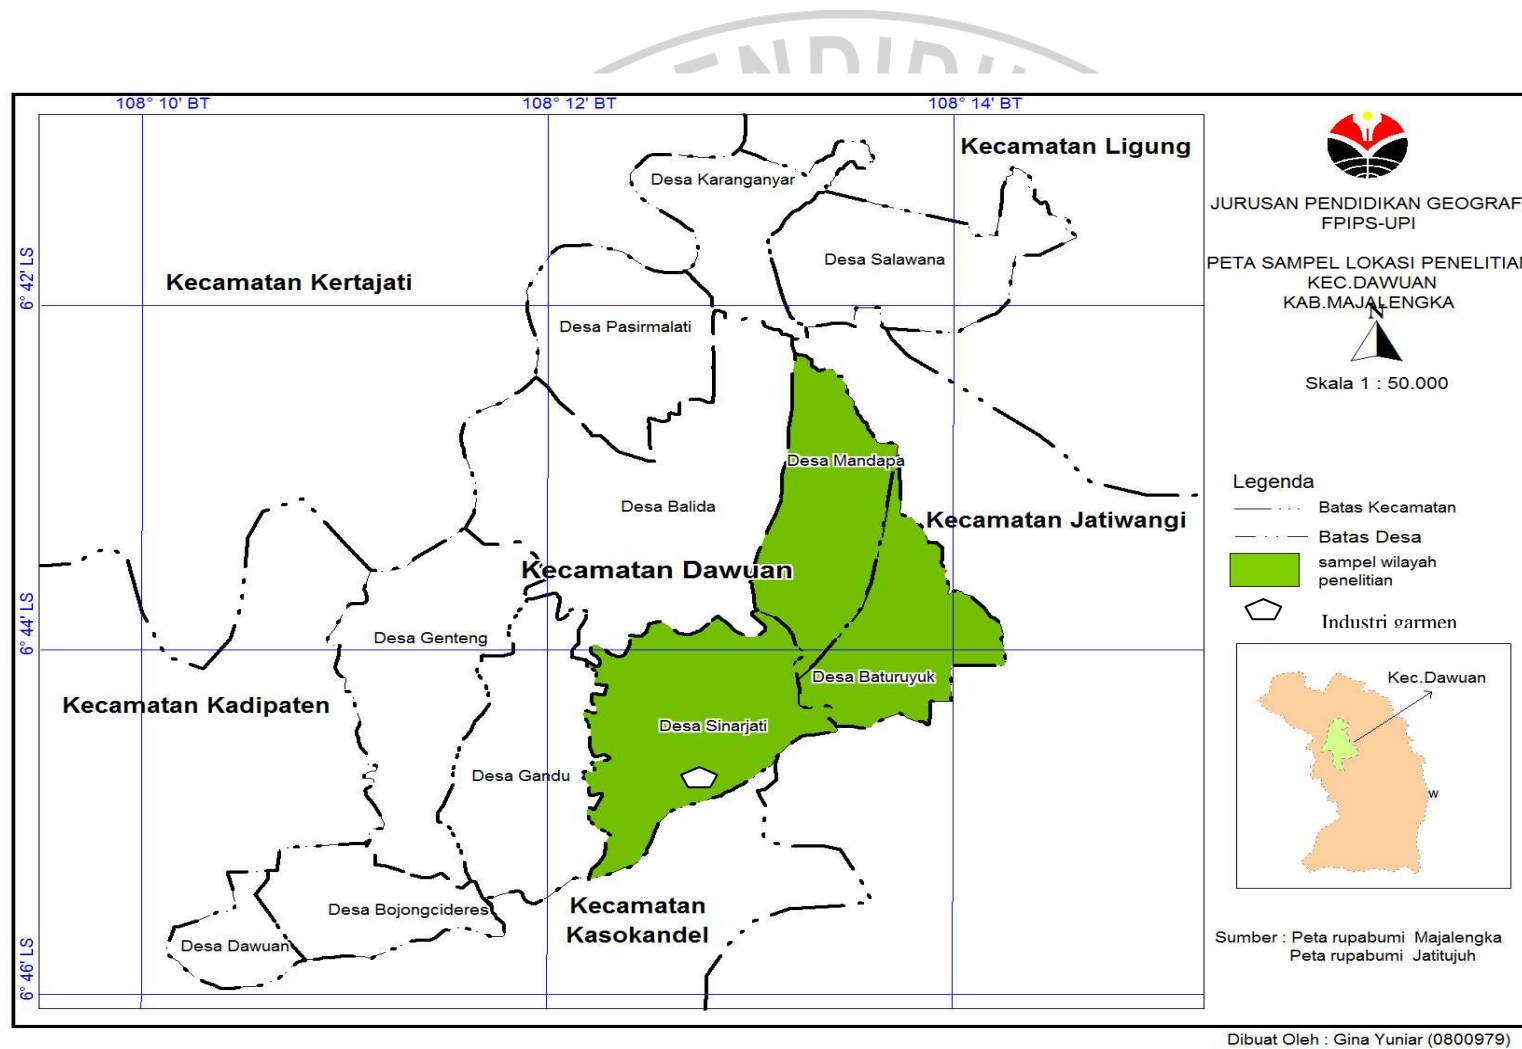 108° 10' BT
108° 12' BT
108° 14' BT
6° 42' LS
6° 44' LS
6° 46' LS
Kecamatan Ligung
Desa Karanganyar
Desa Salawana
Kecamatan Kertajati
Desa Pasirmalati
Desa Mandapa
Desa Balida
Kecamatan Jatiwangi
Kecamatan Dawuan
Desa Genteng
Desa Baturuyuk
Kecamatan Kadipaten
Desa Sinarjati
Desa Gandu
Kecamatan
Kasokandel
Desa Bojongcideres
Desa Dawuan
JURUSAN PENDIDIKAN GEOGRAF
FPIPS-UPI
PETA SAMPEL LOKASI PENELITIAN
KEC.DAWUAN
KAB.MAJALENGKA
N
Skala 1 : 50.000
Legenda
Batas Kecamatan
Batas Desa
sampel wilayah
penelitian
Industri garmen
Kec.Dawuan
w
Sumber : Peta rupabumi Majalengka
Peta rupabumi Jatitujuh
Dibuat Oleh : Gina Yuniar (0800979)